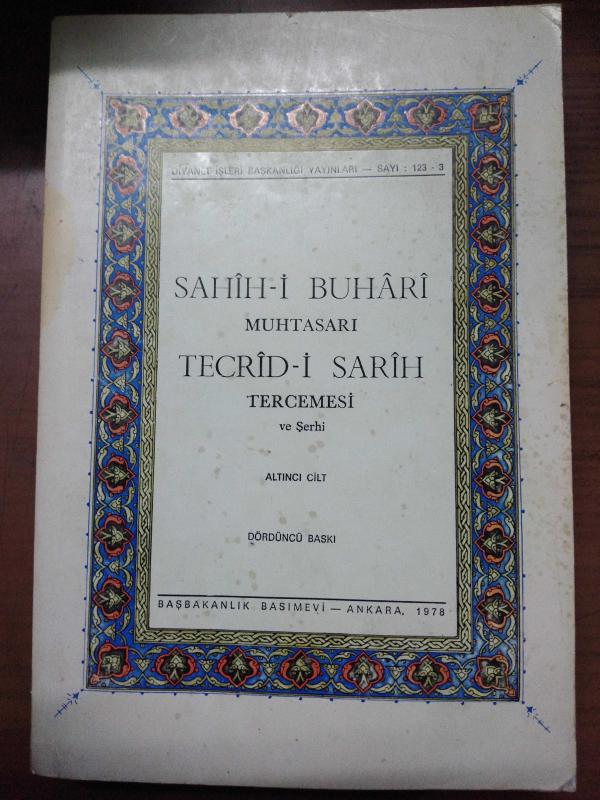 DİYANET İŞLERİ BAŞKANLIĞI YAYINLARI — SAYI : 123 - 3
SAHÎH-İ BUHÂRÎ
MUHTASARI
TECRÎD-İ SARÎH
TERCEMESİ
ve Şerhi
ALTINCI CİLT
DÖRDÜNCÜ BASKI
BAŞBAKANLIK BASIMEVİ — ANKARA, 1978